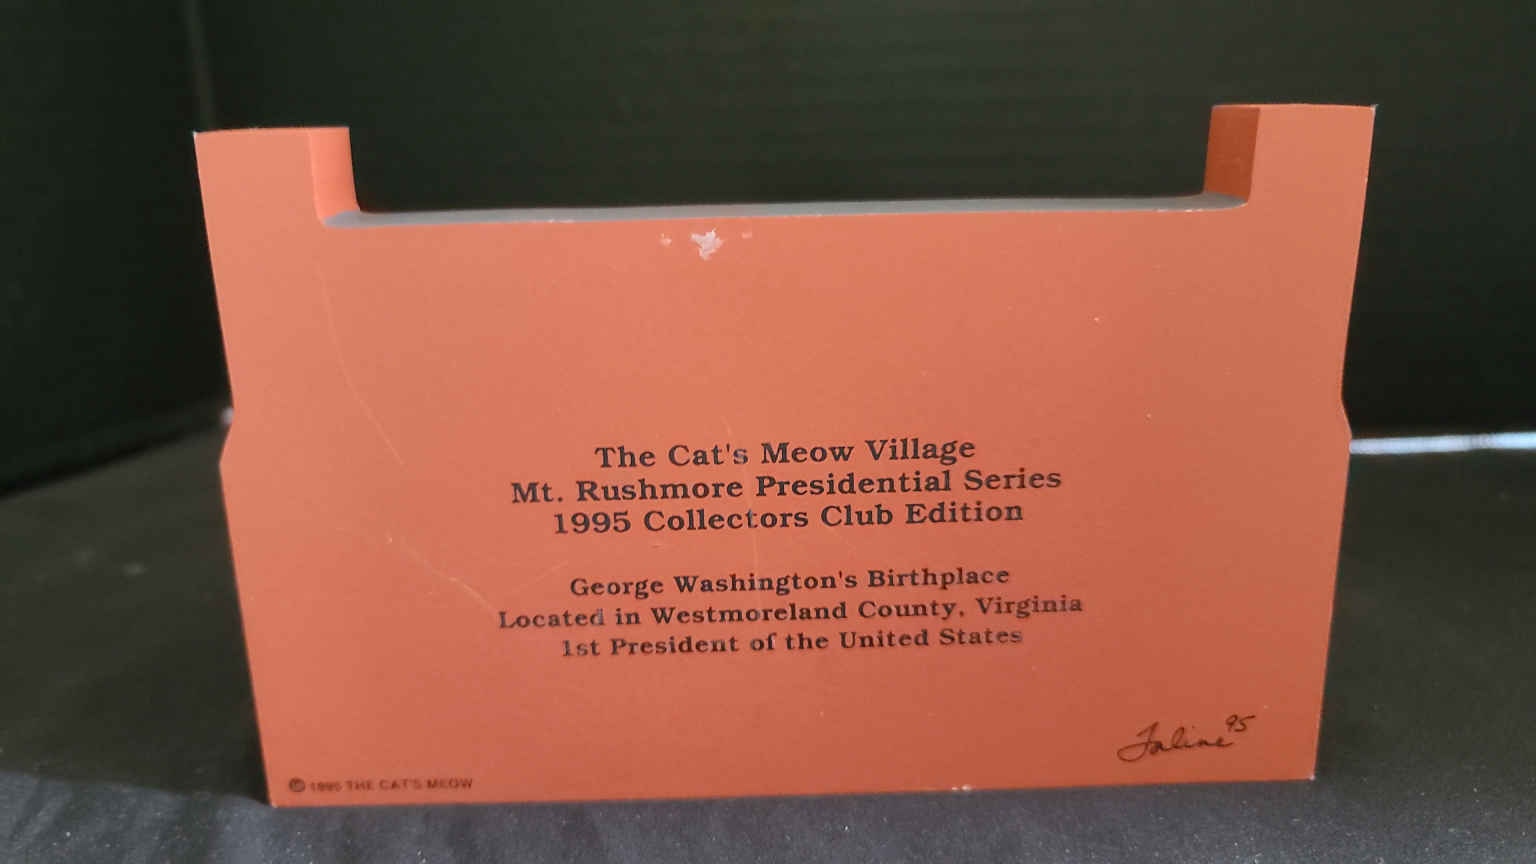 The Cat's Meow Village
Mt. Rushmore Presidential Series
1995 Collectors Club Edition
George Washington's Birthplace
Located in Westmoreland County, Virginia
1st President of the United States
Faline 95
© 1995 THE CAT'S MEOW